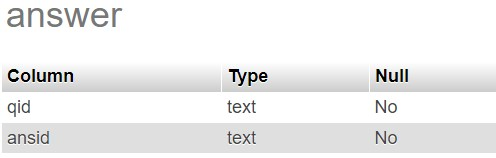 answer
Column Type Null
qid text No
ansid text No